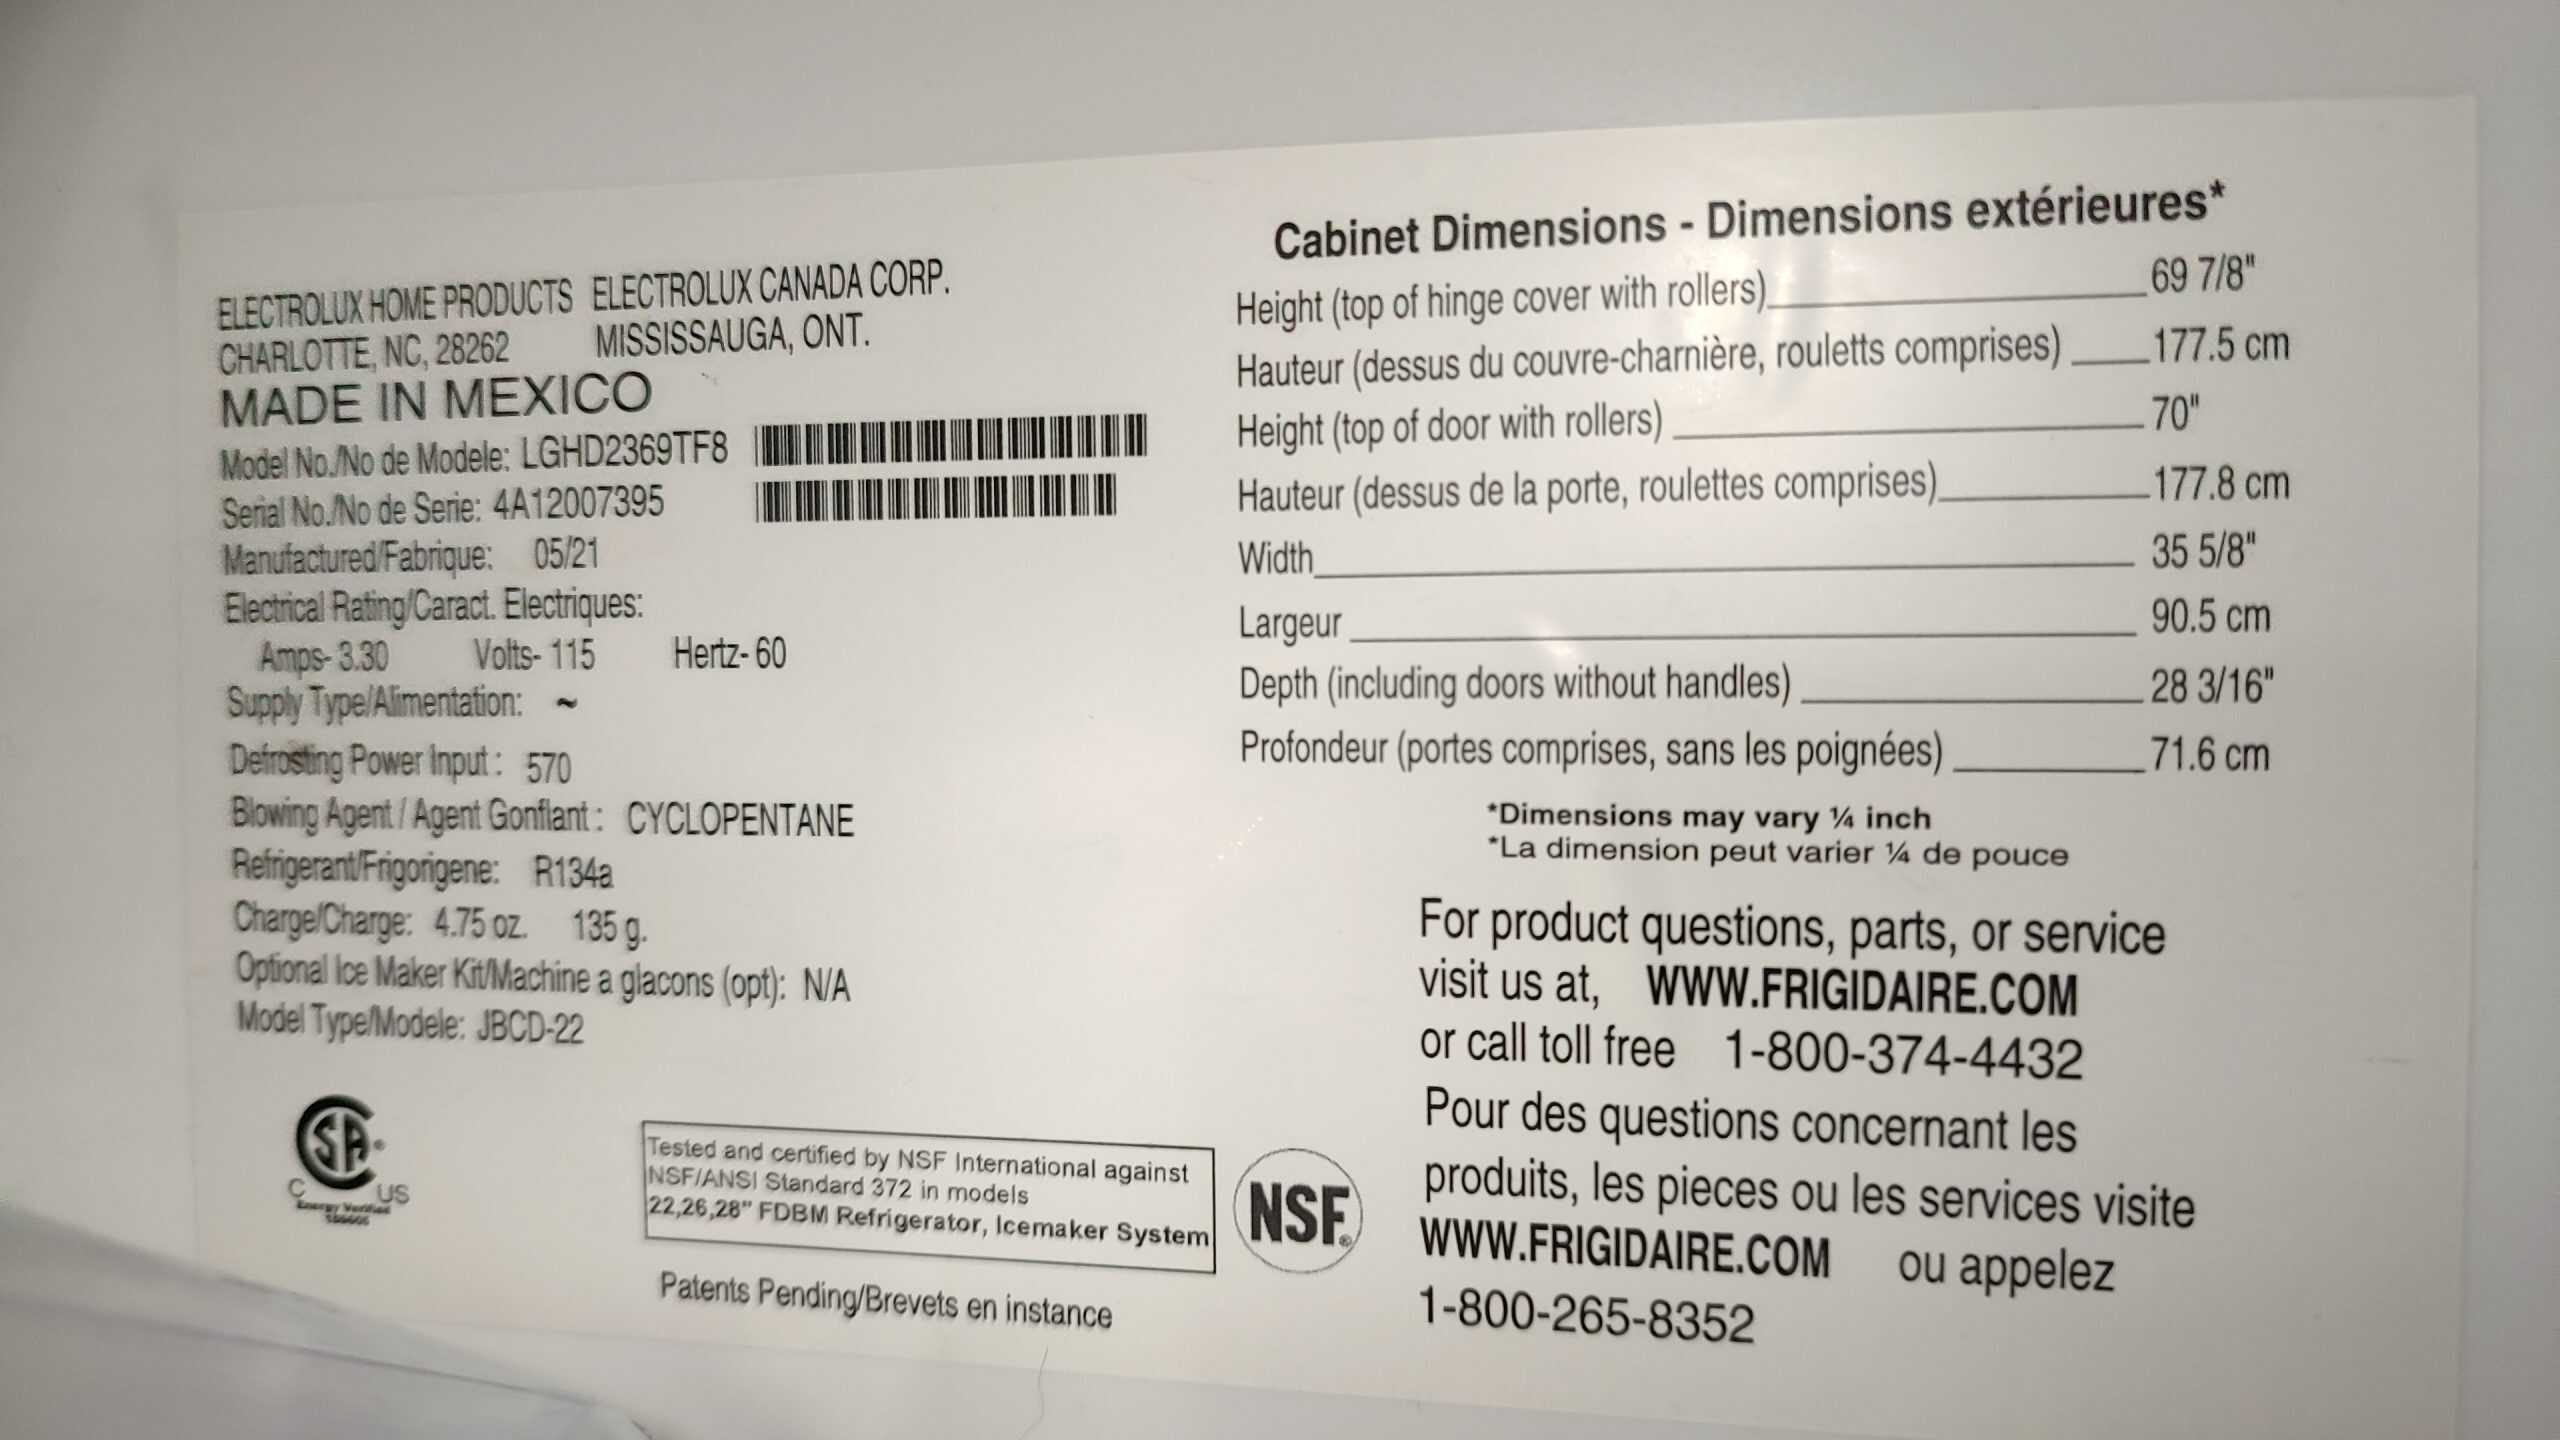 ELECTROLUX HOME PRODUCTS ELECTROLUX CANADA CORP.
CHARLOTTE, NC, 28262 MISSISSAUGA, ONT.
MADE IN MEXICO
Model No./No de Modele: LGHD2369TF8
Serial No./No de Serie: 4A12007395
Manufactured/Fabrique: 05/21
Electrical Rating/Caract. Electriques:
Amps- 3.30 Volts- 115 Hertz- 60
Supply Type/Alimentation: ~
Defrosting Power Input : 570
Blowing Agent / Agent Gonflant : CYCLOPENTANE
Refrigerant/Frigorigene: R134a
Charge/Charge: 4.75 oz. 135 g.
Optional Ice Maker Kit/Machine a glacons (opt): N/A
Model Type/Modele: JBCD-22
SA®
C US
Energy Verified
Tested and certified by NSF International against
NSF/ANSI Standard 372 in models
22,26,28" FDBM Refrigerator, Icemaker System
NSF®
Patents Pending/Brevets en instance
Cabinet Dimensions - Dimensions extérieures*
Height (top of hinge cover with rollers) 69 7/8"
Hauteur (dessus du couvre-charnière, rouletts comprises) 177.5 cm
Height (top of door with rollers) 70"
Hauteur (dessus de la porte, roulettes comprises) 177.8 cm
Width 35 5/8"
Largeur 90.5 cm
Depth (including doors without handles) 28 3/16"
Profondeur (portes comprises, sans les poignées) 71.6 cm
*Dimensions may vary ¼ inch
*La dimension peut varier ¼ de pouce
For product questions, parts, or service
visit us at, WWW.FRIGIDAIRE.COM
or call toll free 1-800-374-4432
Pour des questions concernant les
produits, les pieces ou les services visite
WWW.FRIGIDAIRE.COM ou appelez
1-800-265-8352